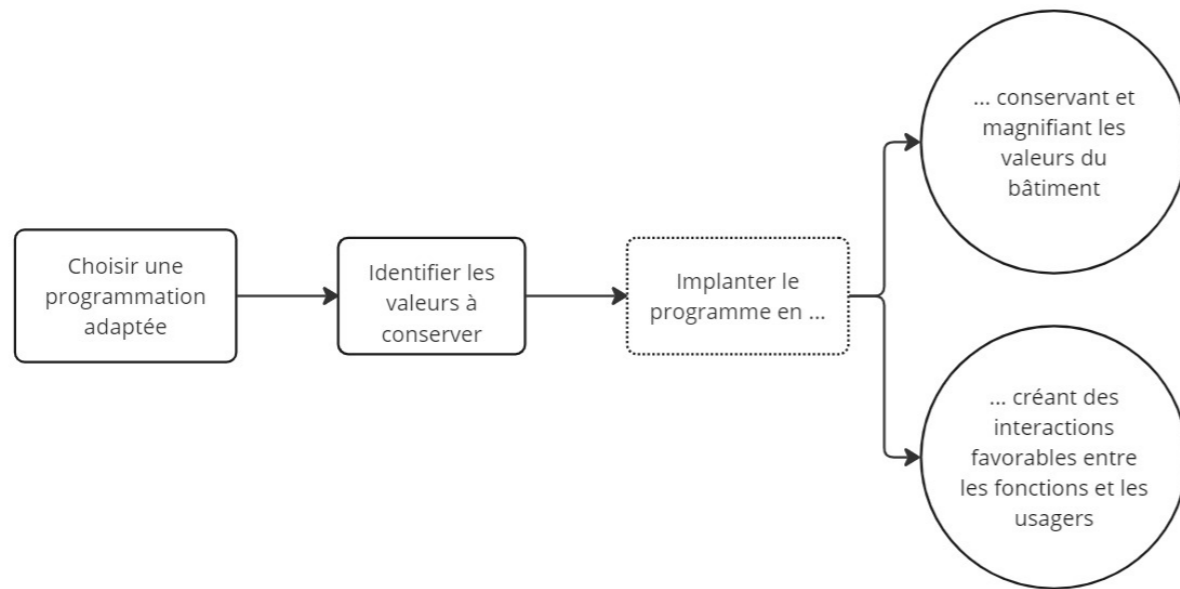 Choisir une
programmation
adaptée
Identifier les
valeurs à
conserver
Implanter le
programme en ...
... conservant et
magnifiant les
valeurs du
bâtiment
... créant des
interactions
favorables entre
les fonctions et les
usagers